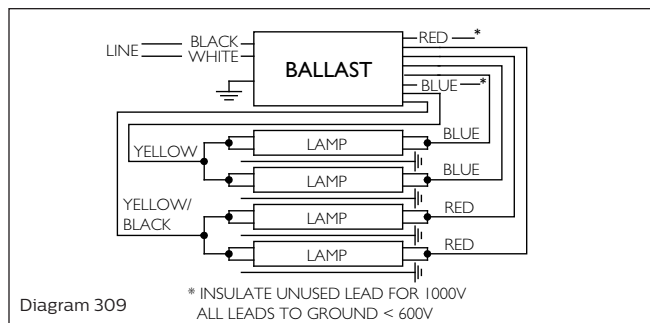 BLACK
RED
*
LINE
WHITE
BALLAST
BLUE
*
BLUE
LAMP
YELLOW
BLUE
LAMP
YELLOW/
BLACK
RED
LAMP
RED
LAMP
* INSULATE UNUSED LEAD FOR 1000V
ALL LEADS TO GROUND < 600V
Diagram 309